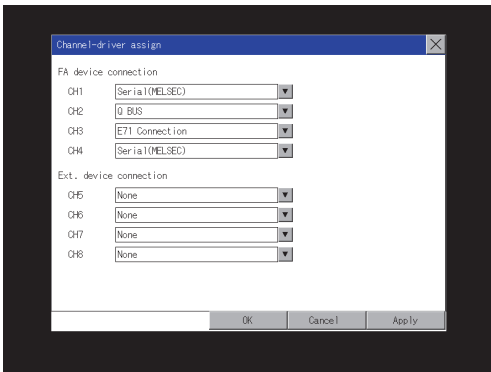 Channel-driver assign
FA device connection
CH1 Serial(MELSEC)
CH2 Q BUS
CH3 E71 Connection
CH4 Serial(MELSEC)
Ext. device connection
CH5 None
CH6 None
CH7 None
CH8 None
OK Cancel Apply